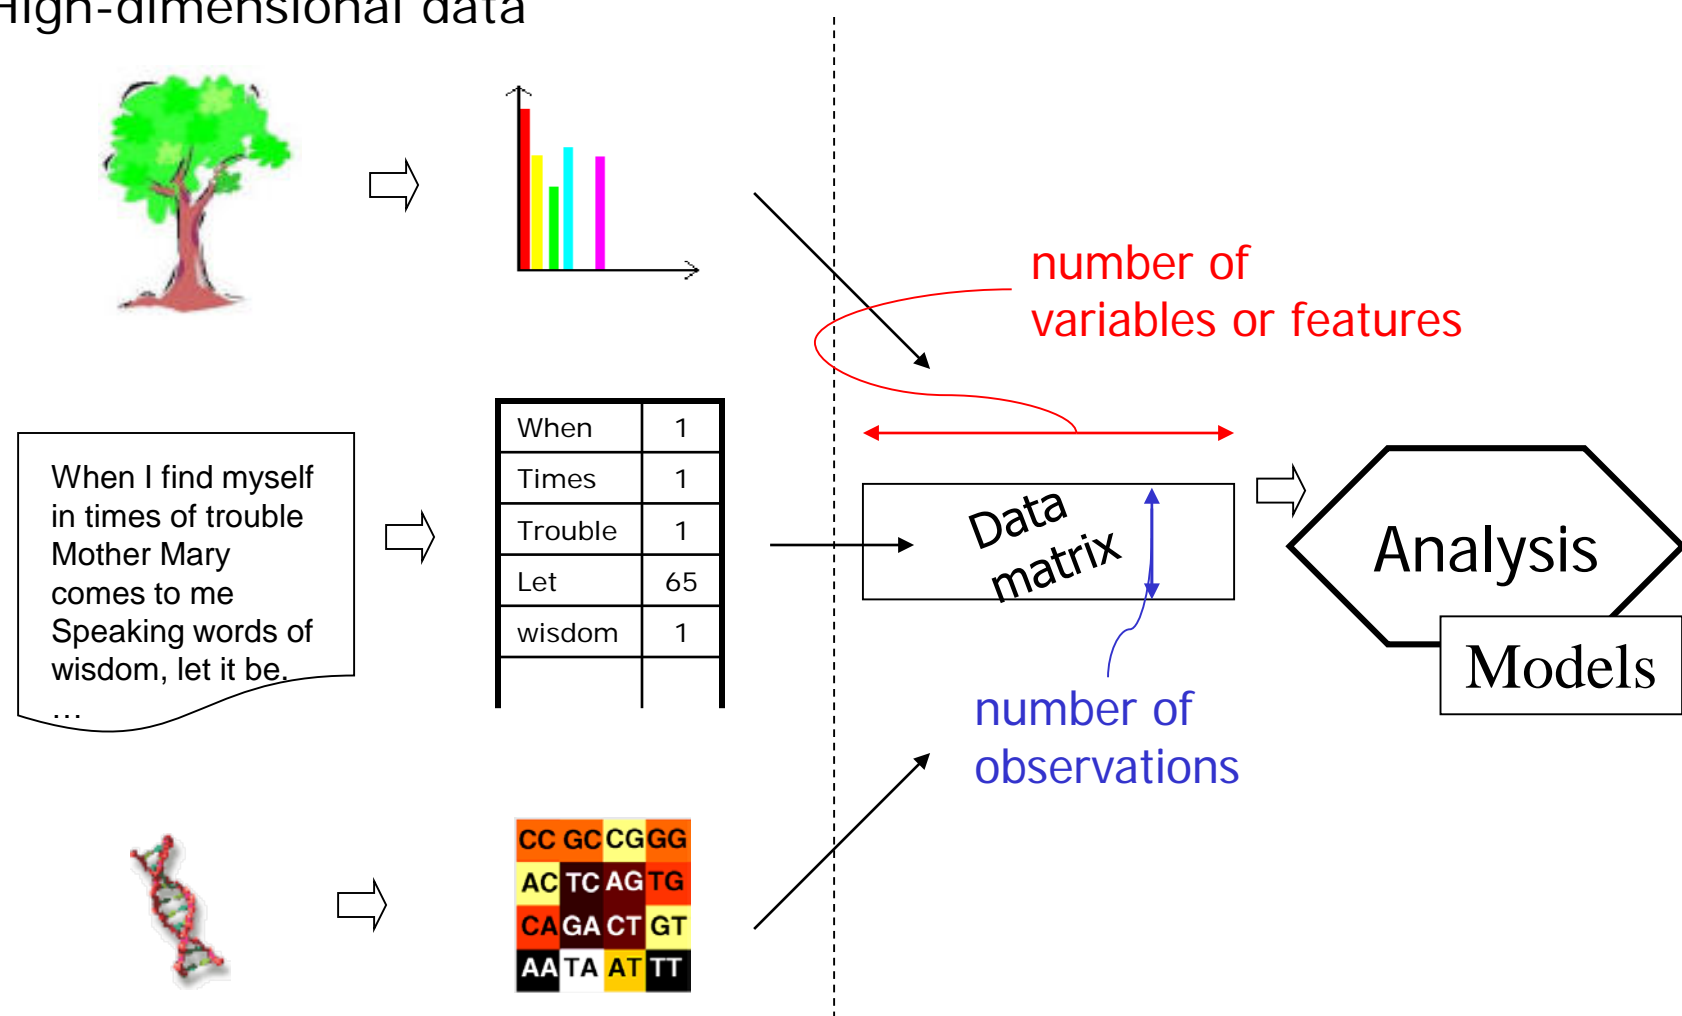 High-dimensional data
number of
variables or features
When I find myself
in times of trouble
Mother Mary
comes to me
Speaking words of
wisdom, let it be.
…
When 1
Times 1
Trouble 1
Let 65
wisdom 1
Data
matrix
Analysis
Models
number of
observations
CC GC CG GG
AC TC AG TG
CA GA CT GT
AA TA AT TT